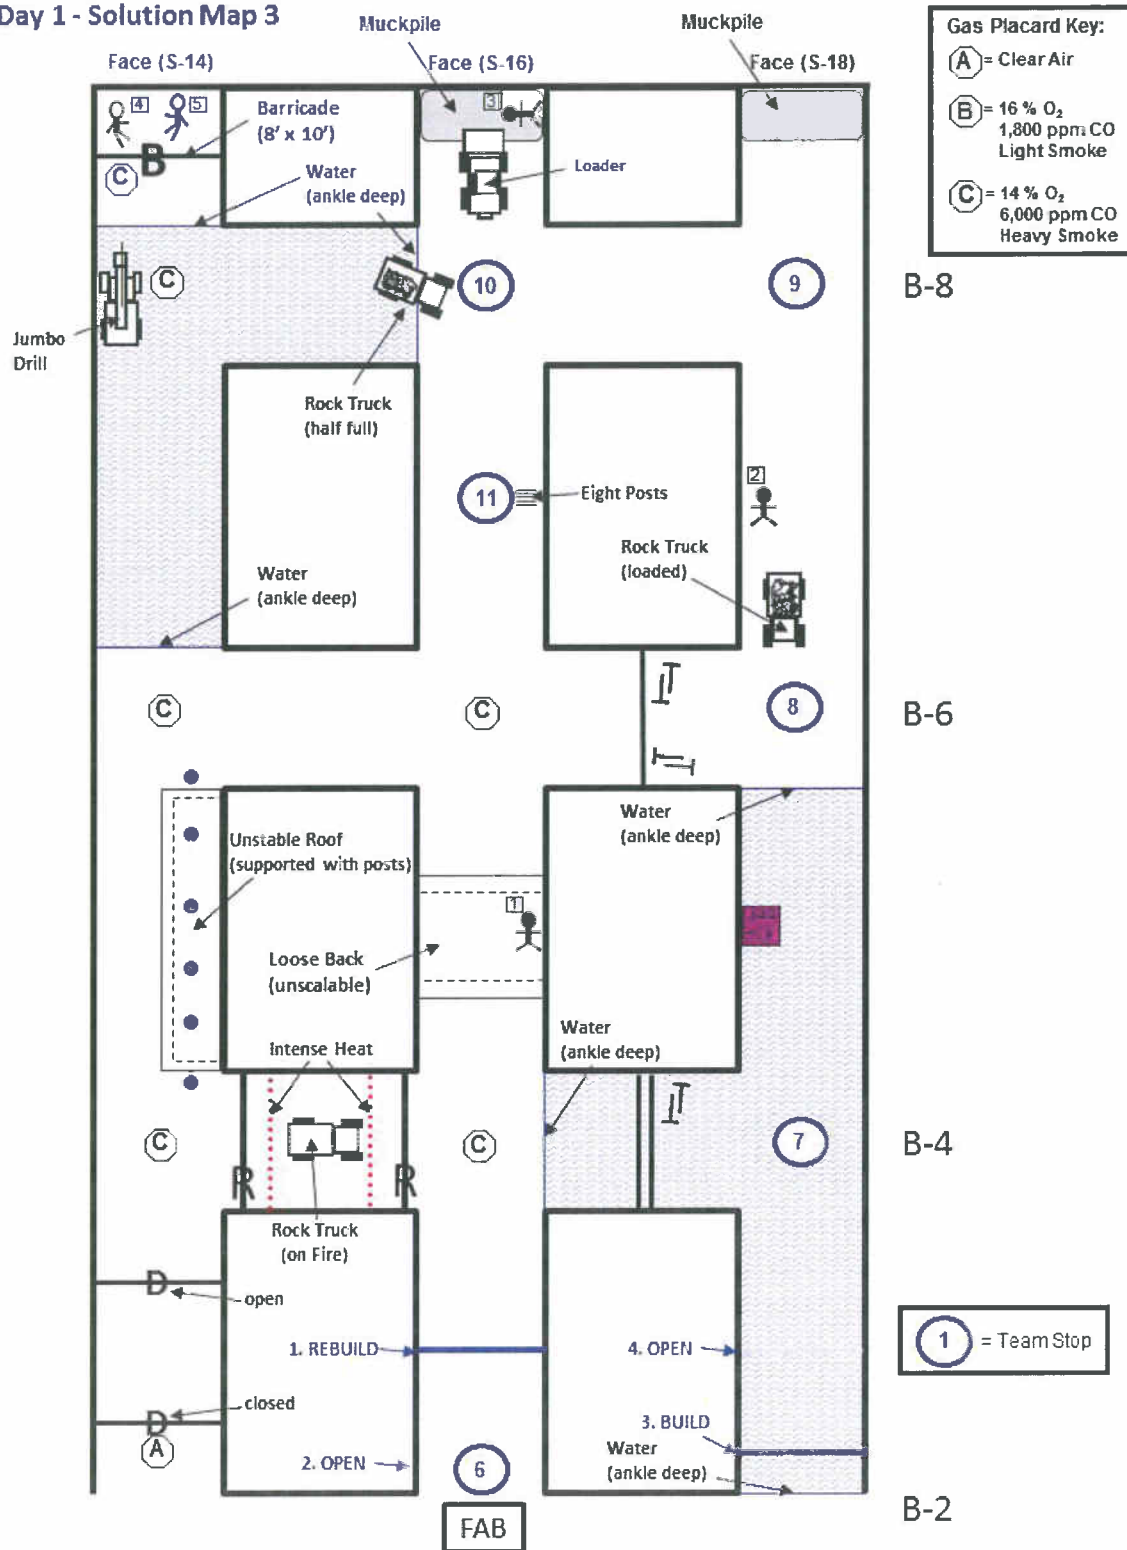 Day 1 - Solution Map 3
Muckpile
Muckpile
Face (S-14)
Face (S-16)
Face (S-18)
Gas Placard Key:
A = Clear Air
B = 16 % O₂
1,800 ppm CO
Light Smoke
C = 14 % O₂
6,000 ppm CO
Heavy Smoke
4
5
Barricade
(8' x 10')
3
B
C
Water
(ankle deep)
Loader
C
10
9
B-8
Jumbo
Drill
Rock Truck
(half full)
11
Eight Posts
2
Rock Truck
(loaded)
Water
(ankle deep)
C
C
8
B-6
Water
(ankle deep)
Unstable Roof
(supported with posts)
1
Loose Back
(unscalable)
Water
(ankle deep)
Intense Heat
C
C
7
B-4
R
R
Rock Truck
(on Fire)
D
open
1. REBUILD
4. OPEN
1 = Team Stop
closed
D
A
3. BUILD
2. OPEN
6
Water
(ankle deep)
FAB
B-2